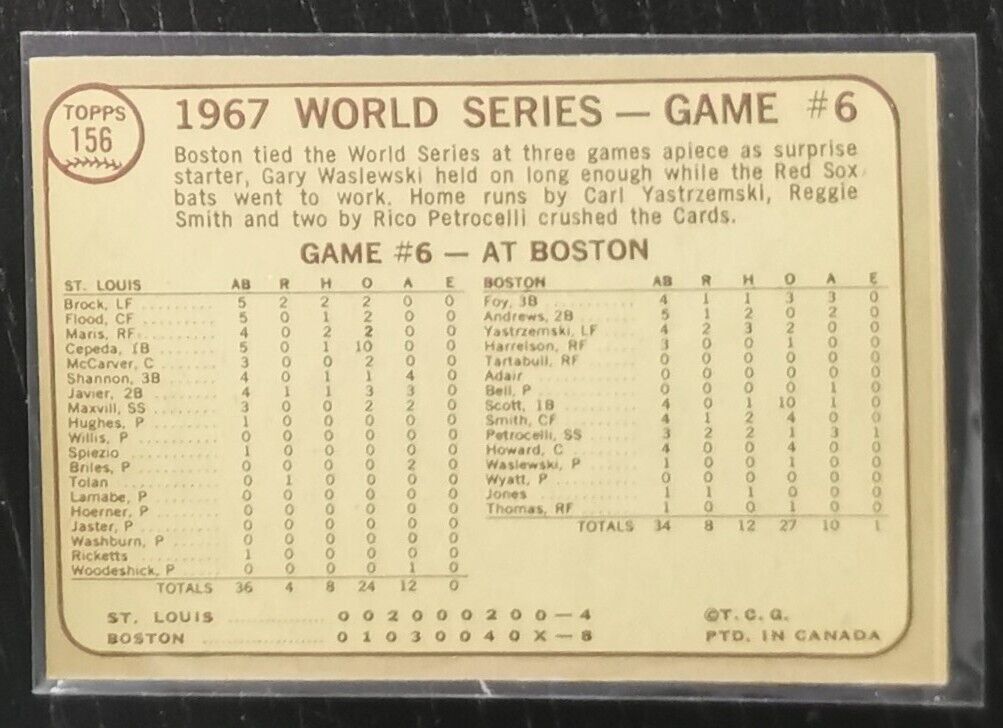 TOPPS
156
1967 WORLD SERIES — GAME #6
Boston tied the World Series at three games apiece as surprise
starter, Gary Waslewski held on long enough while the Red Sox
bats went to work. Home runs by Carl Yastrzemski, Reggie
Smith and two by Rico Petrocelli crushed the Cards.
GAME #6 — AT BOSTON
ST. LOUIS AB R H O A E
Brock, LF 5 2 2 2 0 0
Flood, CF 5 0 1 2 0 0
Maris, RF 4 0 2 2 0 0
Cepeda, 1B 5 0 1 10 0 0
McCarver, C 3 0 0 2 0 0
Shannon, 3B 4 0 1 1 4 0
Javier, 2B 4 1 1 3 3 0
Maxvill, SS 3 0 0 2 2 0
Hughes, P 1 0 0 0 0 0
Willis, P 0 0 0 0 0 0
Spiezio 1 0 0 0 0 0
Briles, P 0 0 0 0 2 0
Tolan 0 1 0 0 0 0
Lamabe, P 0 0 0 0 0 0
Hoerner, P 0 0 0 0 0 0
Jaster, P 0 0 0 0 0 0
Washburn, P 0 0 0 0 0 0
Ricketts 1 0 0 0 0 0
Woodeshick, P 0 0 0 0 1 0
TOTALS 36 4 8 24 12 0
BOSTON AB R H O A E
Foy, 3B 4 1 1 3 3 0
Andrews, 2B 5 1 2 0 2 0
Yastrzemski, LF 4 2 3 2 0 0
Harrelson, RF 3 0 0 1 0 0
Tartabull, RF 0 0 0 0 0 0
Adair 0 0 0 0 0 0
Bell, P 0 0 0 0 1 0
Scott, 1B 4 0 1 10 1 0
Smith, CF 4 1 2 4 0 0
Petrocelli, SS 3 2 2 1 3 1
Howard, C 4 0 0 4 0 0
Waslewski, P 1 0 0 1 0 0
Wyatt, P 0 0 0 0 0 0
Jones 1 1 1 0 0 0
Thomas, RF 1 0 0 1 0 0
TOTALS 34 8 12 27 10 1
ST. LOUIS 0 0 2 0 0 0 2 0 0 — 4
BOSTON 0 1 0 3 0 0 4 0 X — 8
©T. C. G.
PTD. IN CANADA